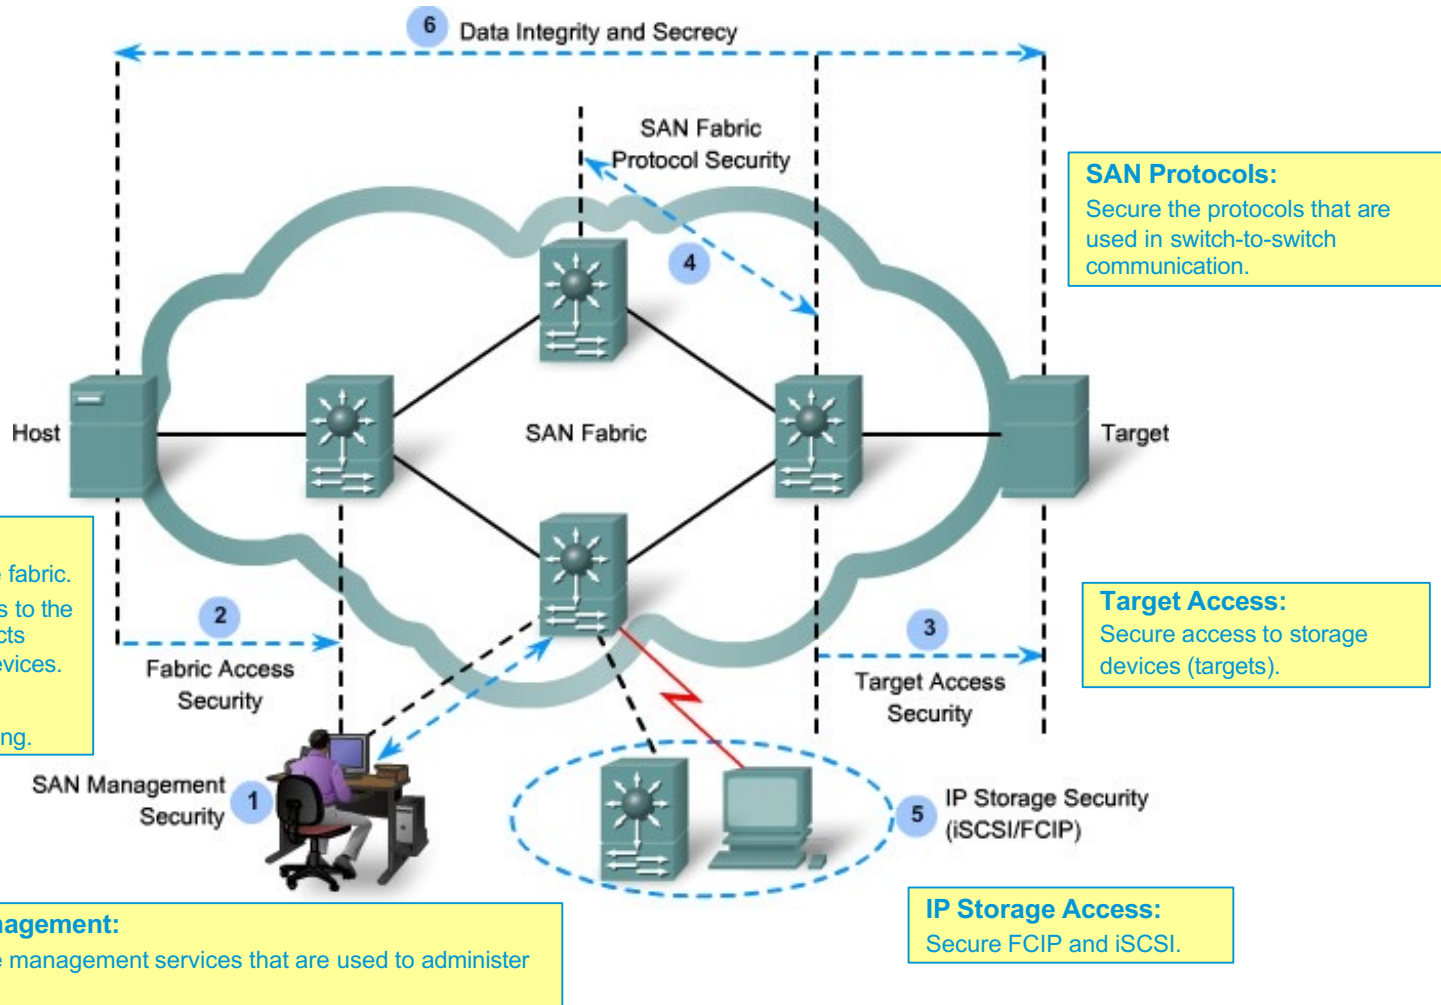 6
Data Integrity and Secrecy
SAN Fabric
Protocol Security
SAN Protocols:
Secure the protocols that are
used in switch-to-switch
communication.
4
Host
SAN Fabric
Target
fabric.
s to the
cts
evices.
ng.
2
Fabric Access
Security
3
Target Access
Security
Target Access:
Secure access to storage
devices (targets).
SAN Management
Security
1
5
IP Storage Security
(iSCSI/FCIP)
IP Storage Access:
Secure FCIP and iSCSI.
nagement:
e management services that are used to administer